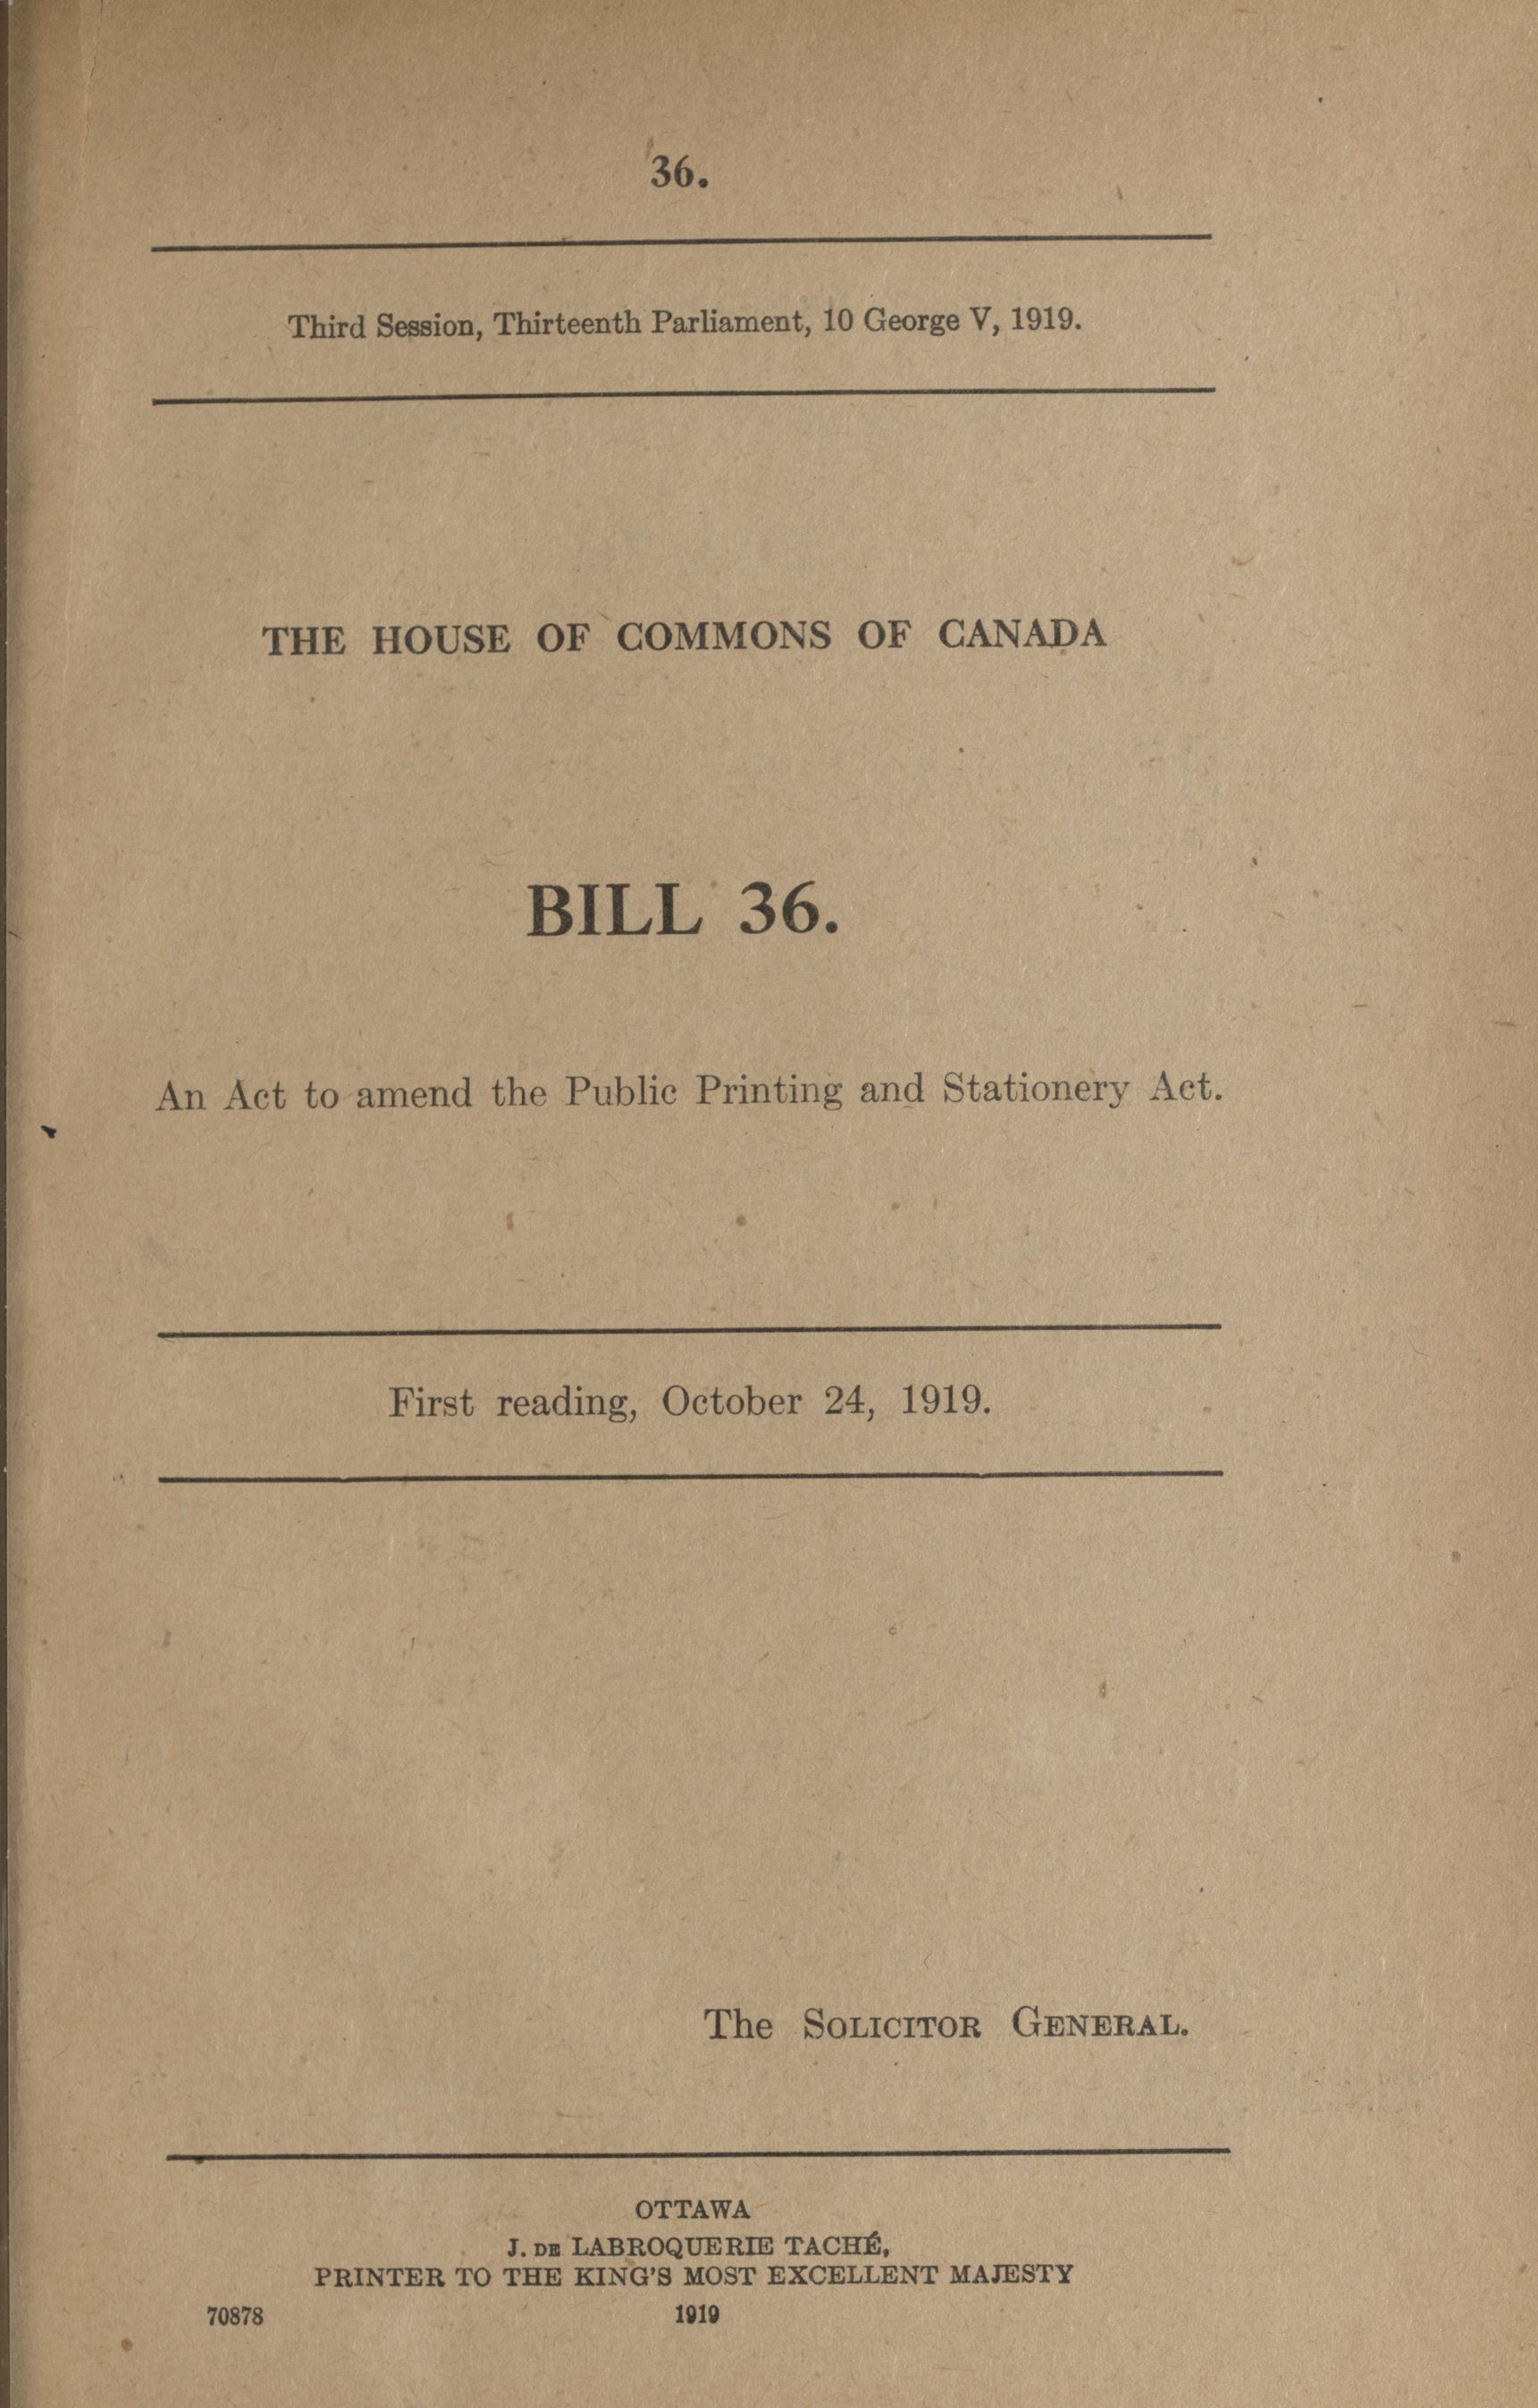 36.
Third Session, Thirteenth Parliament, 10 George V, 1919.
THE HOUSE OF COMMONS OF CANADA
BILL 36.
An Act to amend the Public Printing and Stationery Act.
First reading, October 24, 1919.
The SOLICITOR GENERAL.
OTTAWA
J. DE LABROQUERIE TACHÉ,
PRINTER TO THE KING'S MOST EXCELLENT MAJESTY
70878 1919